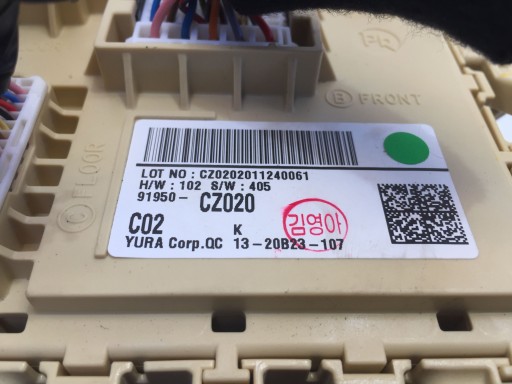 PD
B FRONT
C FLOOR
LOT NO : CZ0202011240061
H/W : 102 S/W : 405
91950- CZ020
C02
K
김영아
YURA Corp.QC 13-20B23-107